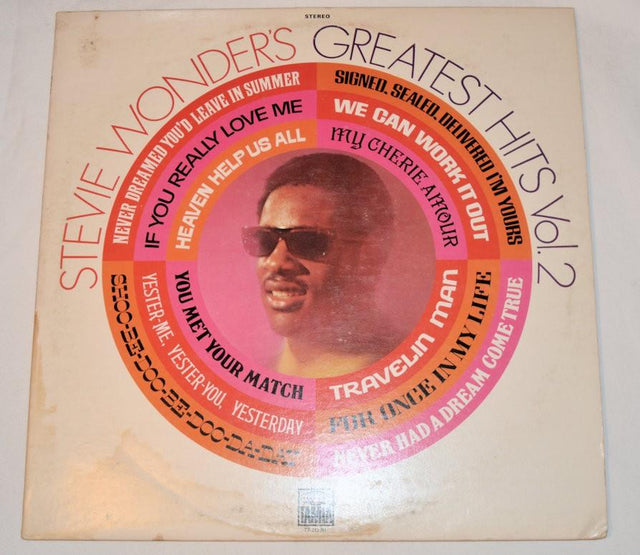 STEREO
STEVIE WONDER'S GREATEST HITS Vol. 2
NEVER DREAMED YOU'D LEAVE IN SUMMER
IF YOU REALLY LOVE ME
HEAVEN HELP US ALL
SIGNED, SEALED, DELIVERED I'M YOURS
WE CAN WORK IT OUT
MY CHERIE AMOUR
SHOO-BE-DOO-BE-DOO-DA-DAY
YESTER-ME, YESTER-YOU, YESTERDAY
YOU MET YOUR MATCH
TRAVELIN MAN
FOR ONCE IN MY LIFE
NEVER HAD A DREAM COME TRUE
TAMLA